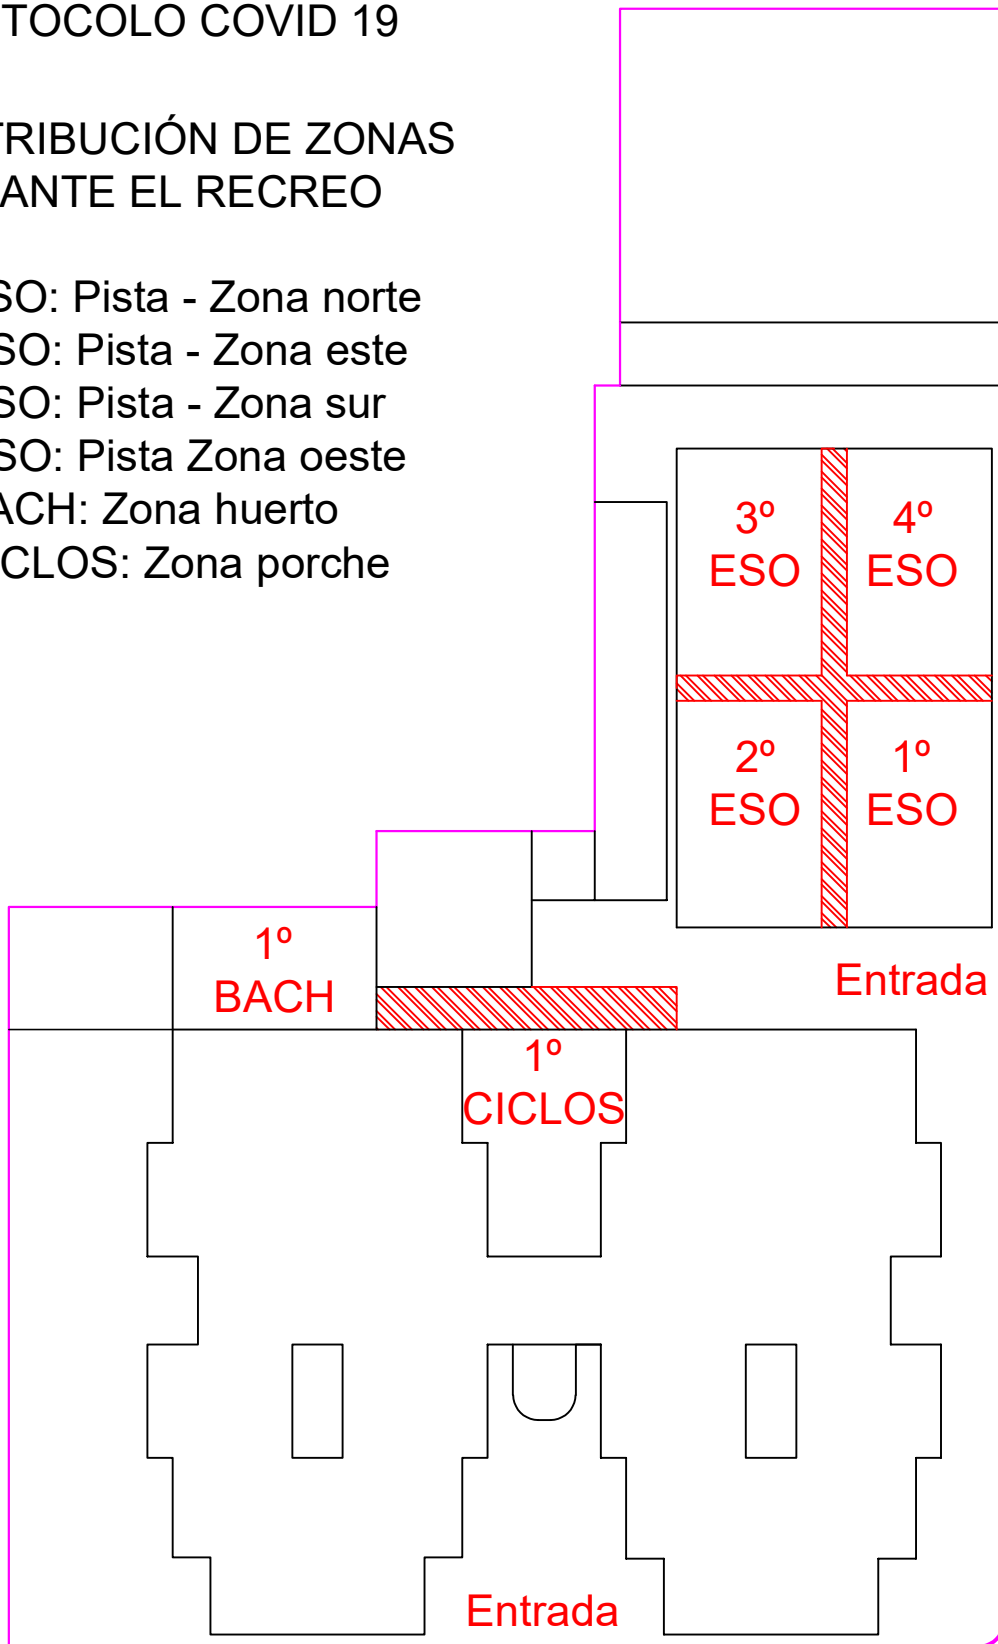 TOCOLO COVID 19
TRIBUCIÓN DE ZONAS
ANTE EL RECREO
SO: Pista - Zona norte
SO: Pista - Zona este
SO: Pista - Zona sur
SO: Pista Zona oeste
ACH: Zona huerto
CLOS: Zona porche
3º
ESO
4º
ESO
2º
ESO
1º
ESO
1º
BACH
Entrada
1º
CICLOS
Entrada